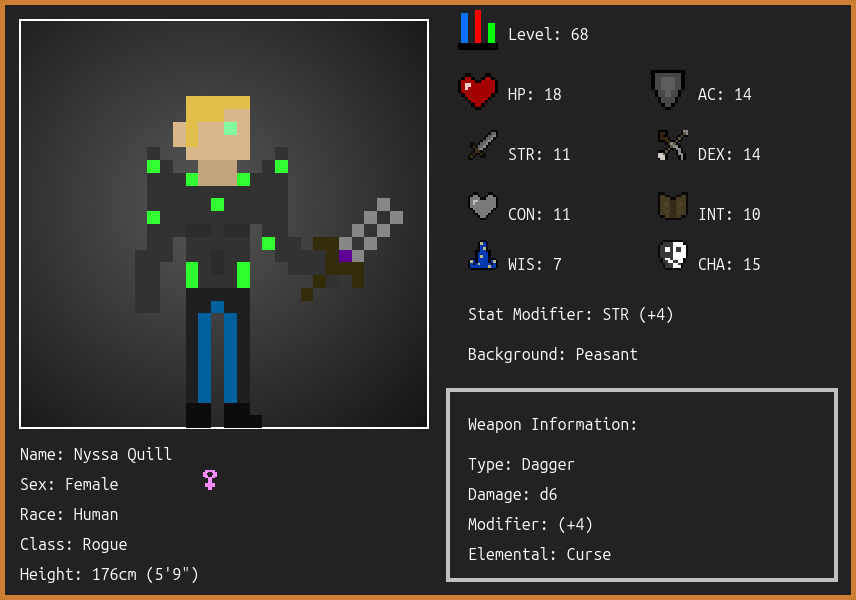 Level: 68
HP: 18
AC: 14
STR: 11
DEX: 14
CON: 11
INT: 10
WIS: 7
CHA: 15
Stat Modifier: STR (+4)
Background: Peasant
Weapon Information:
Type: Dagger
Damage: d6
Modifier: (+4)
Elemental: Curse
Name: Nyssa Quill
Sex: Female
Race: Human
Class: Rogue
Height: 176cm (5'9")